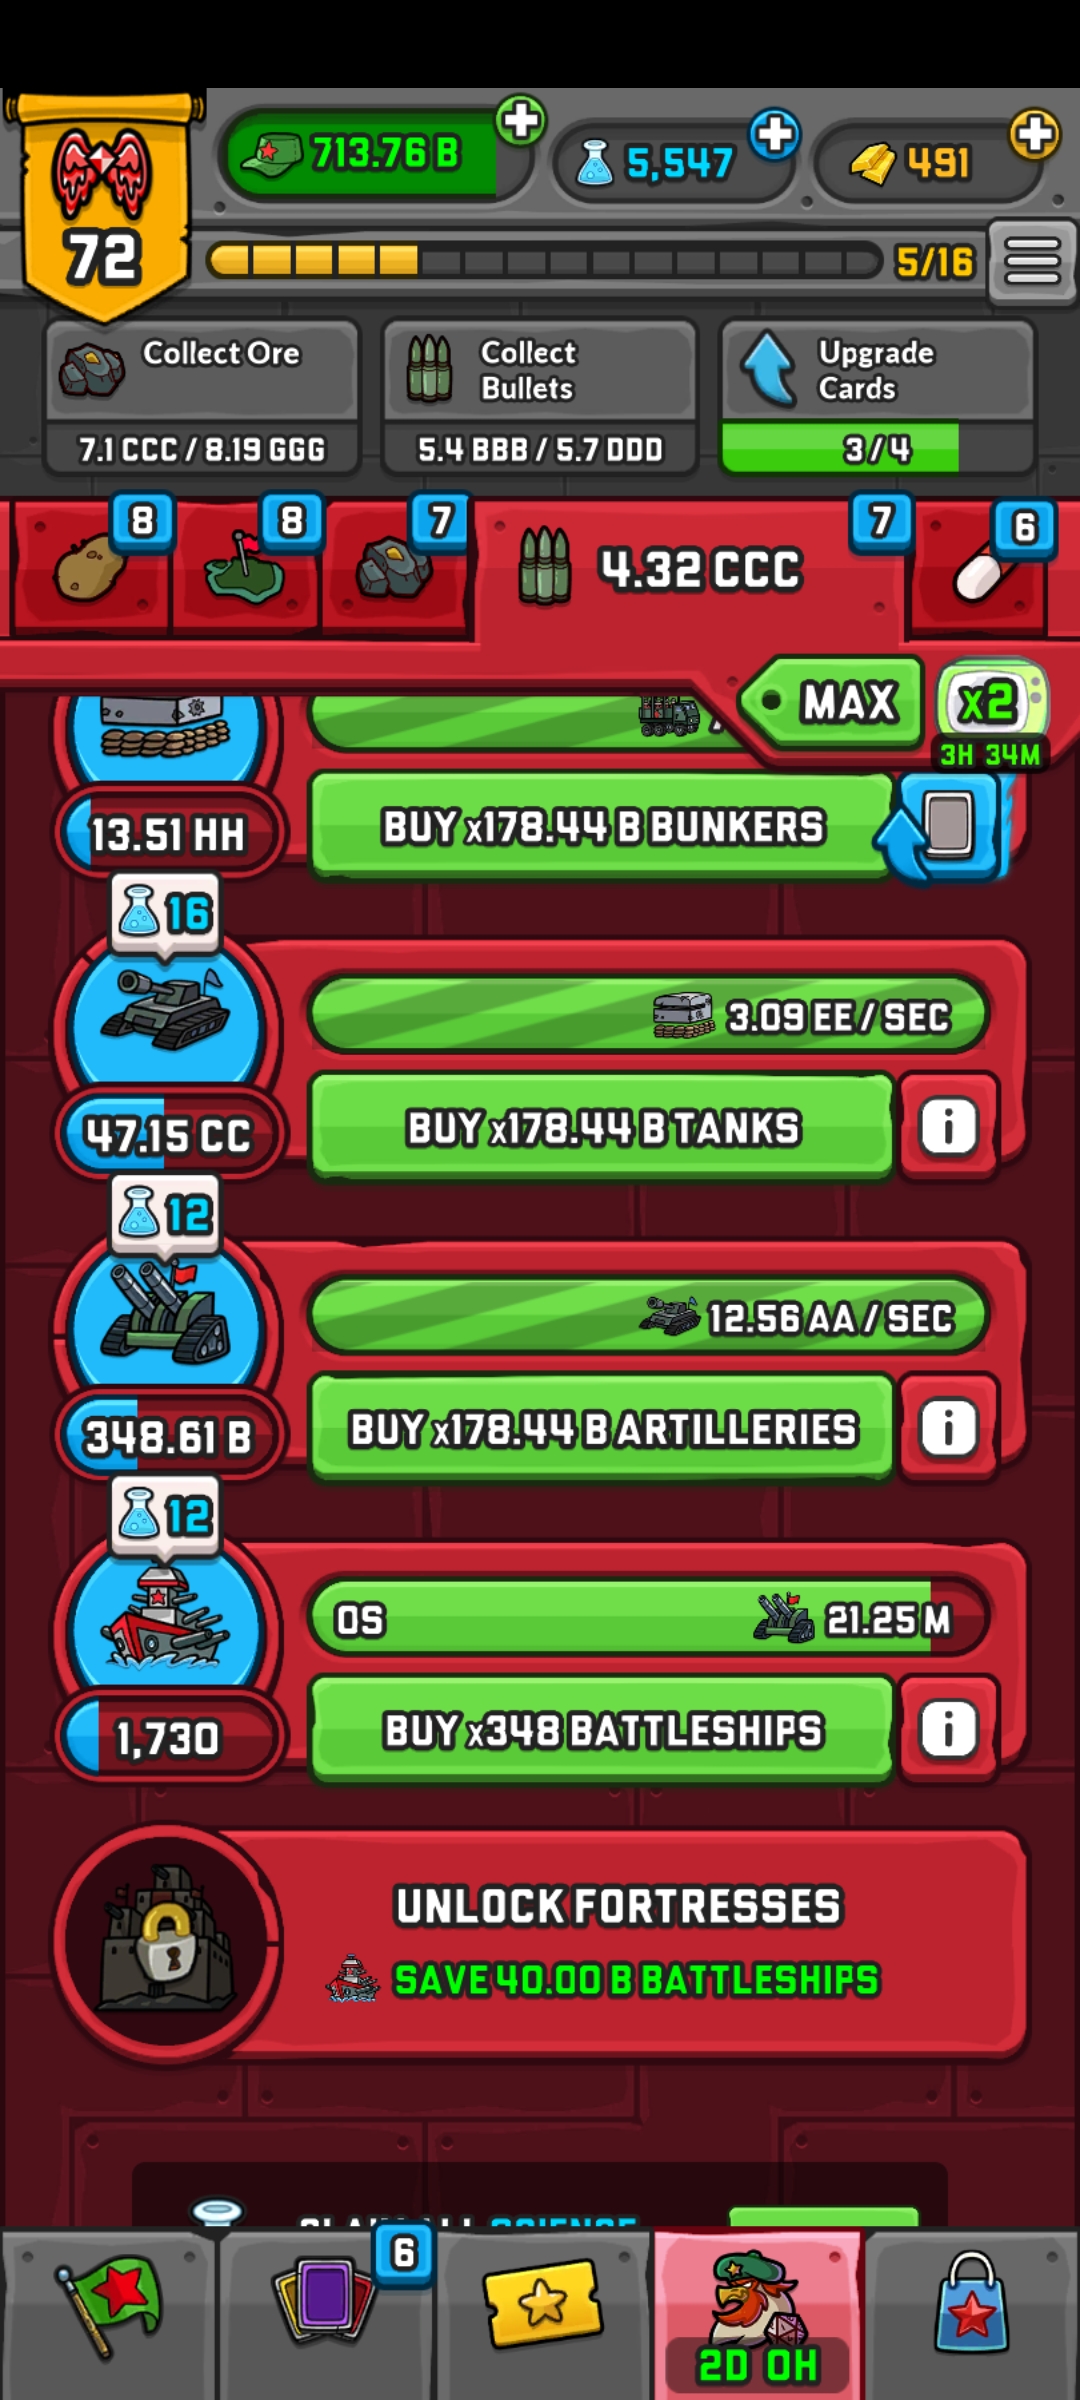 713.76 B
5,547
491
72
5/16
Collect Ore
7.1 CCC / 8.19 GGG
Collect
Bullets
5.4 BBB / 5.7 DDD
Upgrade
Cards
3/4
8
8
7
4.32 CCC
7
6
MAX
x2
3H 34M
13.51 HH
BUY x178.44 B BUNKERS
16
3.09 EE / SEC
47.15 CC
BUY x178.44 B TANKS
i
12
12.56 AA / SEC
348.61 B
BUY x178.44 B ARTILLERIES
i
12
0S
21.25 M
1,730
BUY x348 BATTLESHIPS
i
UNLOCK FORTRESSES
SAVE 40.00 B BATTLESHIPS
6
2D 0H